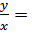 y/x =